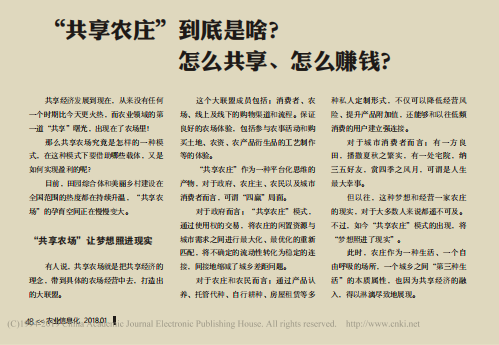 “共享农庄”到底是啥?
怎么共享、怎么赚钱?
共享经济发展到现在，从来没有任何
一个时期比今天更火热，而农业领域的第
一道“共享”曙光，出现在了农场里!
那么共享农场究竟是怎样的一种模
式，在这种模式下要借助哪些载体，又是
如何实现盈利的呢?
目前，田园综合体和美丽乡村建设在
全国范围的热度都在持续升温，“共享农
场”的孕育空间正在慢慢变大。
“共享农场”让梦想照进现实
有人说，共享农场就是把共享经济的
理念，带到具体的农场经营中去，打造出
的大联盟。
这个大联盟成员包括：消费者、农
场、线上及线下的购物渠道和流程。保证
良好的农场体验，包括参与农事活动和购
买土地、农资、农产品衍生品的工艺制作
等的体验。
“共享农庄”作为一种平台化思维的
产物，对于政府，农庄主、农民以及城市
消费者而言，可谓“四赢”局面。
对于政府而言：“共享农庄”模式，
通过使用权的交易，将农庄的闲置资源与
城市需求之间进行最大化，最优化的重新
匹配，将不确定的流动性转化为稳定的连
接，间接地缩减了城乡差距问题。
对于农庄和农民而言：通过产品认
养、托管代种、自行耕种、房屋租赁等多
种私人定制形式，不仅可以降低经营风
险，提升产品附加值，还能够和以往低频
消费的用户建立强连接。
对于城市消费者而言：有一方良
田，播撒夏秋之繁实，有一处宅院，纳
三五好友，赏四季之风月，可谓是人生
最大幸事。
但以往，这种梦想和经营一家农庄
的现实，对于大多数人来说都遥不可及。
不过，如今“共享农庄”模式的出现，将
“梦想照进了现实”。
此时，农庄作为一种生活，一个自
由呼吸的场所，一个城乡之间“第三种生
活”的本质属性，也因为共享经济的融
入，得以淋漓尽致地展现。
48 << 农业信息化 2018.01
China Academic Journal Electronic Publishing House. All rights reserved. http://www.cnki.net